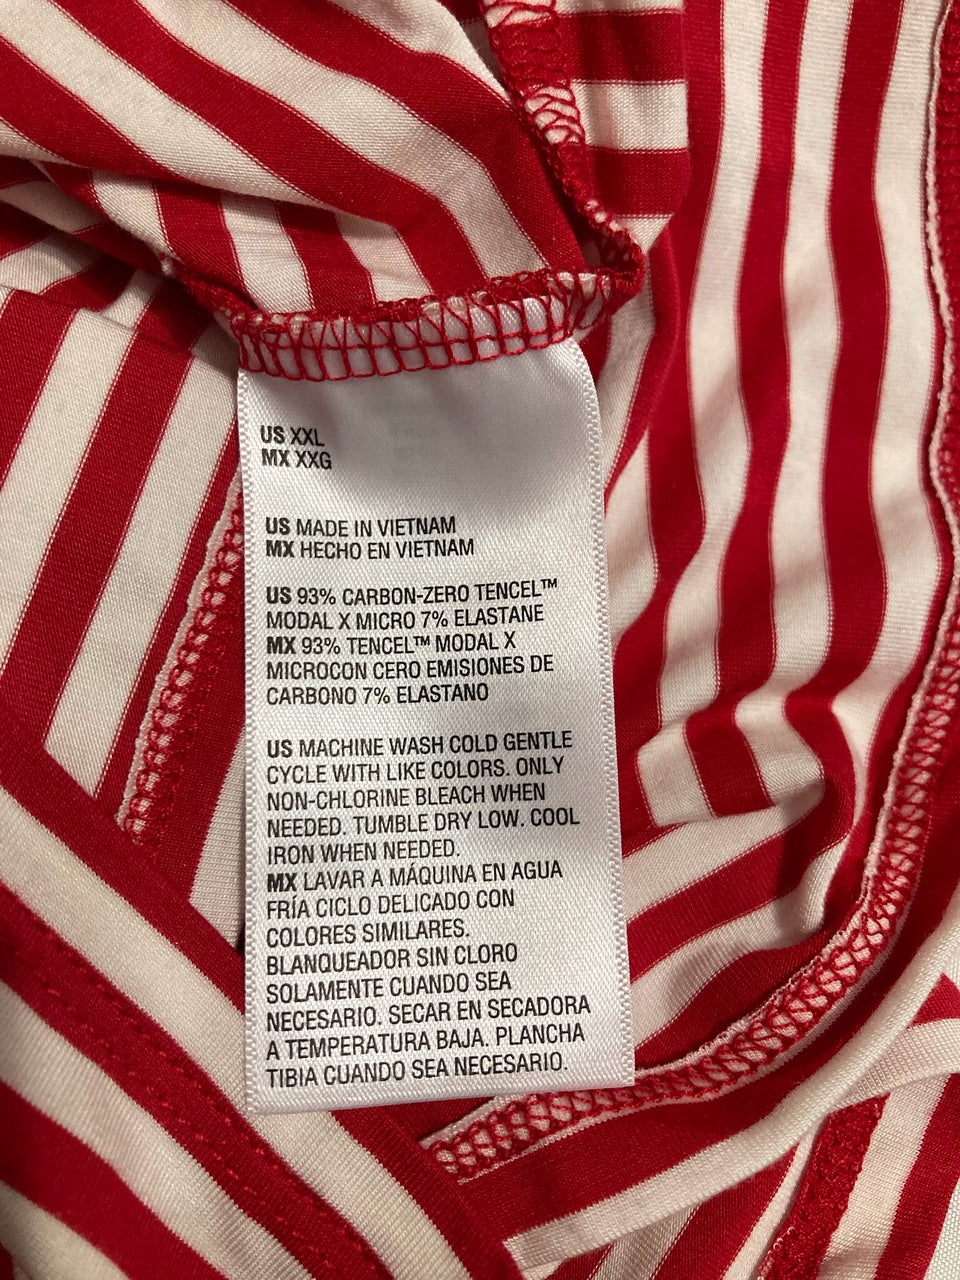 US XXL
MX XXG
US MADE IN VIETNAM
MX HECHO EN VIETNAM
US 93% CARBON-ZERO TENCEL™
MODAL X MICRO 7% ELASTANE
MX 93% TENCEL™ MODAL X
MICROCON CERO EMISIONES DE
CARBONO 7% ELASTANO
US MACHINE WASH COLD GENTLE
CYCLE WITH LIKE COLORS. ONLY
NON-CHLORINE BLEACH WHEN
NEEDED. TUMBLE DRY LOW. COOL
IRON WHEN NEEDED.
MX LAVAR A MÁQUINA EN AGUA
FRÍA CICLO DELICADO CON
COLORES SIMILARES.
BLANQUEADOR SIN CLORO
SOLAMENTE CUANDO SEA
NECESARIO. SECAR EN SECADORA
A TEMPERATURA BAJA. PLANCHA
TIBIA CUANDO SEA NECESARIO.